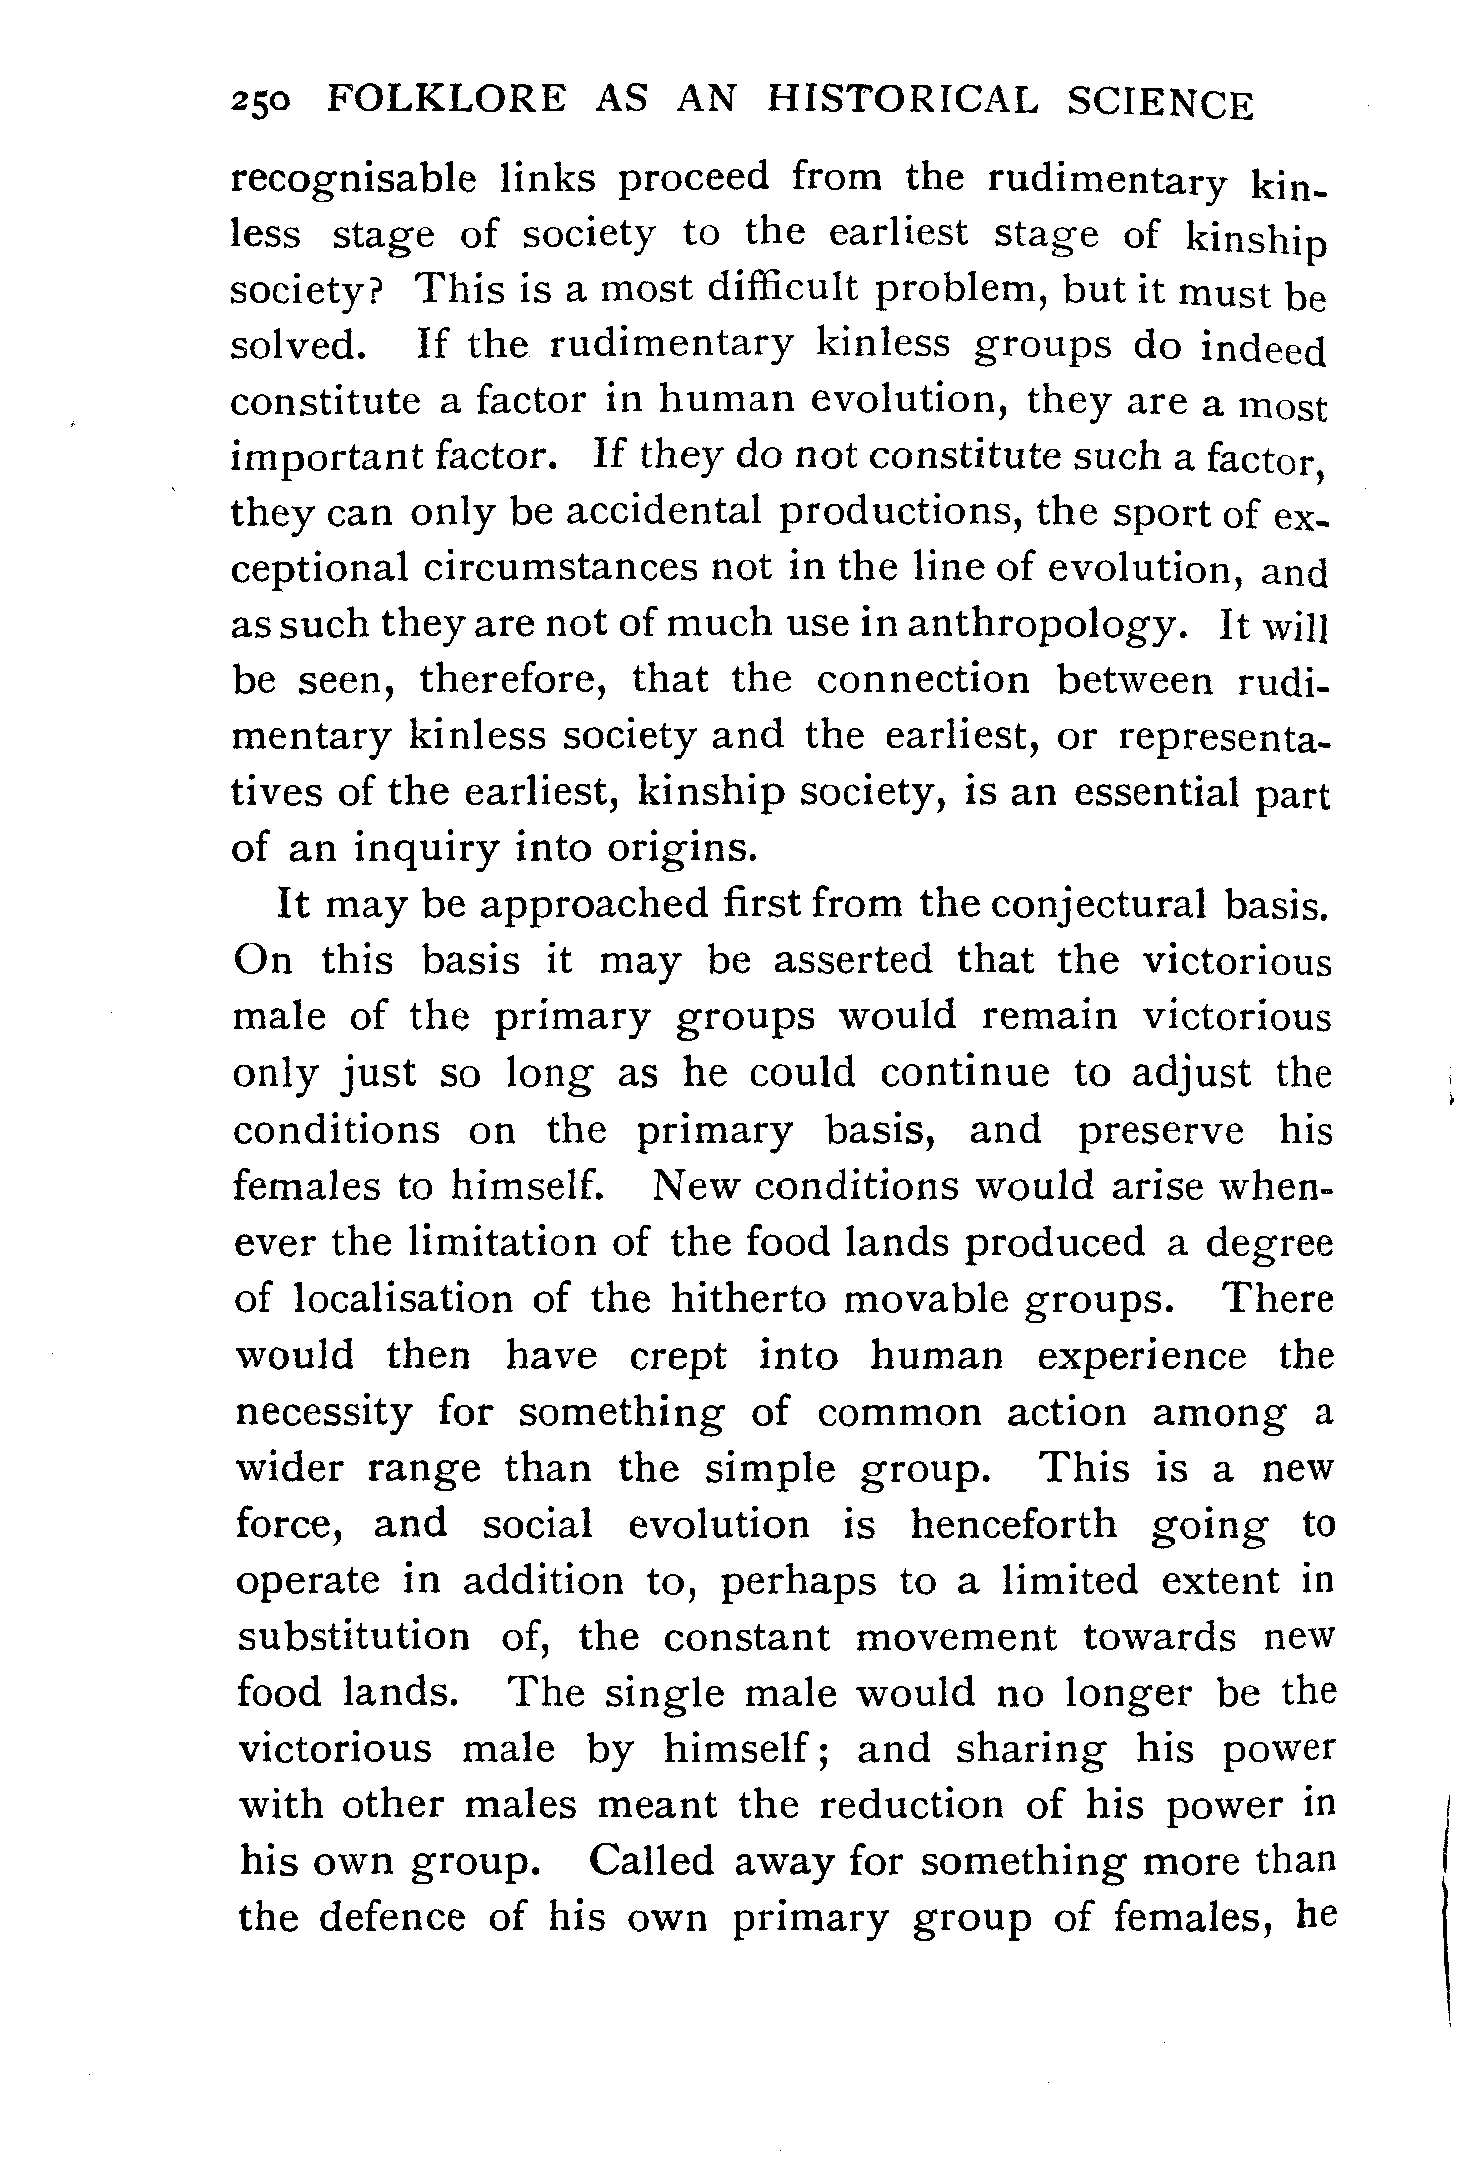 250 FOLKLORE AS AN HISTORICAL SCIENCE
recognisable links proceed from the rudimentary kin-
less stage of society to the earliest stage of kinship
society? This is a most difficult problem, but it must be
solved. If the rudimentary kinless groups do indeed
constitute a factor in human evolution, they are a most
important factor. If they do not constitute such a factor,
they can only be accidental productions, the sport of ex-
ceptional circumstances not in the line of evolution, and
as such they are not of much use in anthropology. It will
be seen, therefore, that the connection between rudi-
mentary kinless society and the earliest, or representa-
tives of the earliest, kinship society, is an essential part
of an inquiry into origins.
It may be approached first from the conjectural basis.
On this basis it may be asserted that the victorious
male of the primary groups would remain victorious
only just so long as he could continue to adjust the
conditions on the primary basis, and preserve his
females to himself. New conditions would arise when-
ever the limitation of the food lands produced a degree
of localisation of the hitherto movable groups. There
would then have crept into human experience the
necessity for something of common action among a
wider range than the simple group. This is a new
force, and social evolution is henceforth going to
operate in addition to, perhaps to a limited extent in
substitution of, the constant movement towards new
food lands. The single male would no longer be the
victorious male by himself; and sharing his power
with other males meant the reduction of his power in
his own group. Called away for something more than
the defence of his own primary group of females, he